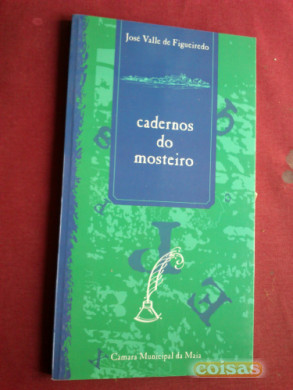 José Valle de Figueiredo
cadernos
do
mosteiro
Câmara Municipal da Maia
coisas